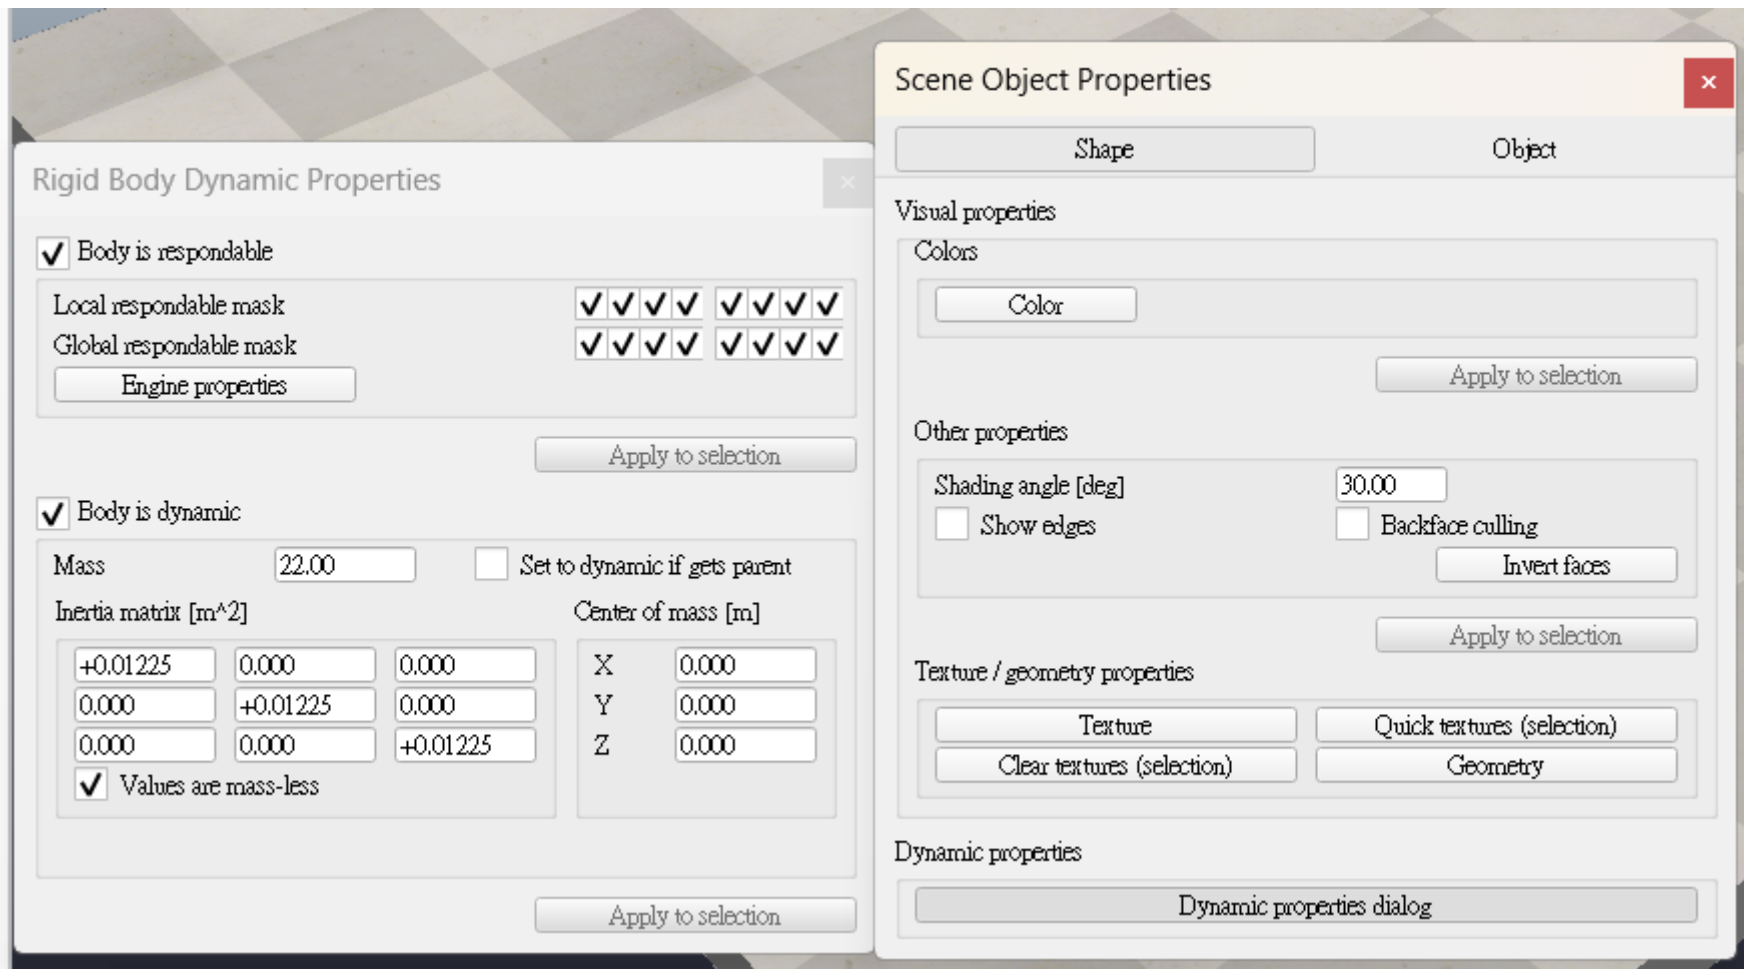 Rigid Body Dynamic Properties
Body is respondable
Local respondable mask
Global respondable mask
Engine properties
Apply to selection
Body is dynamic
Mass 22.00 Set to dynamic if gets parent
Inertia matrix [m^2] Center of mass [m]
+0.01225 0.000 0.000 X 0.000
0.000 +0.01225 0.000 Y 0.000
0.000 0.000 +0.01225 Z 0.000
Values are mass-less
Apply to selection
Scene Object Properties
Shape Object
Visual properties
Colors
Color
Apply to selection
Other properties
Shading angle [deg] 30.00
Show edges Backface culling
Invert faces
Apply to selection
Texture / geometry properties
Texture Quick textures (selection)
Clear textures (selection) Geometry
Dynamic properties
Dynamic properties dialog